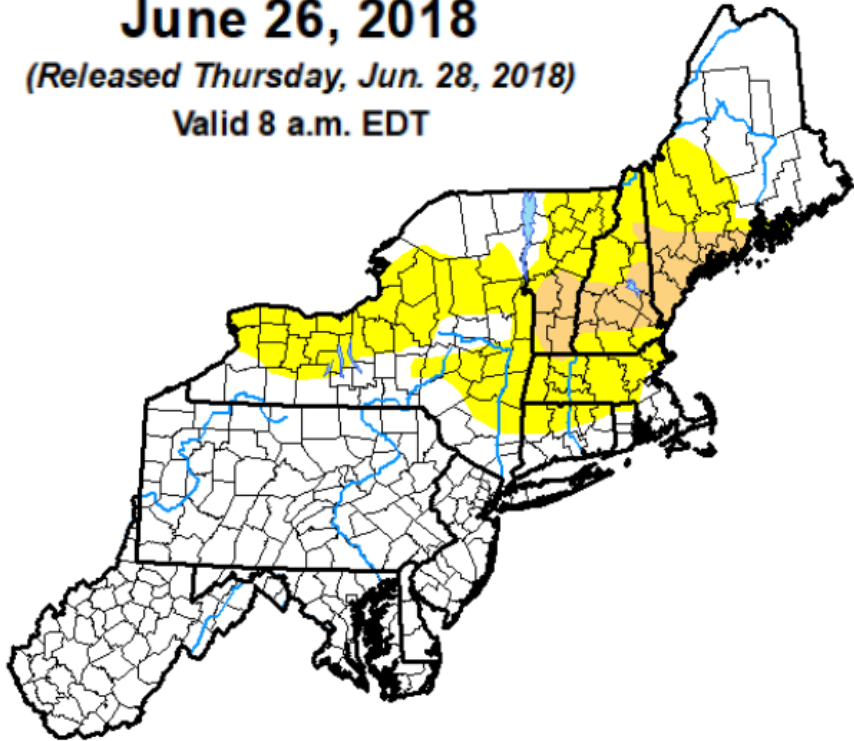 June 26, 2018
(Released Thursday, Jun. 28, 2018)
Valid 8 a.m. EDT